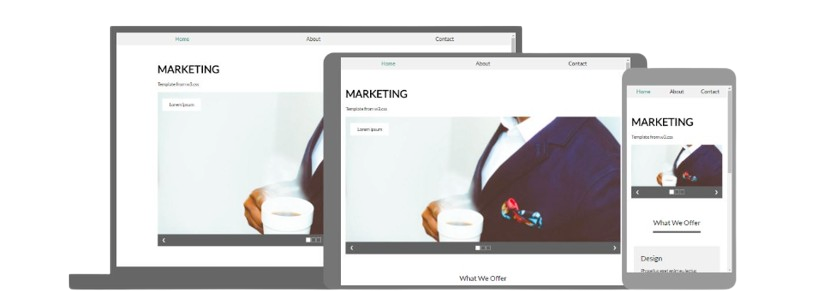 Home About Contact
MARKETING
Template from w3.css
Lorem Ipsum
Home About Contact
MARKETING
Template from w3.css
Lorem Ipsum
What We Offer
Home About Contact
MARKETING
Template from w3.css
What We Offer
Design